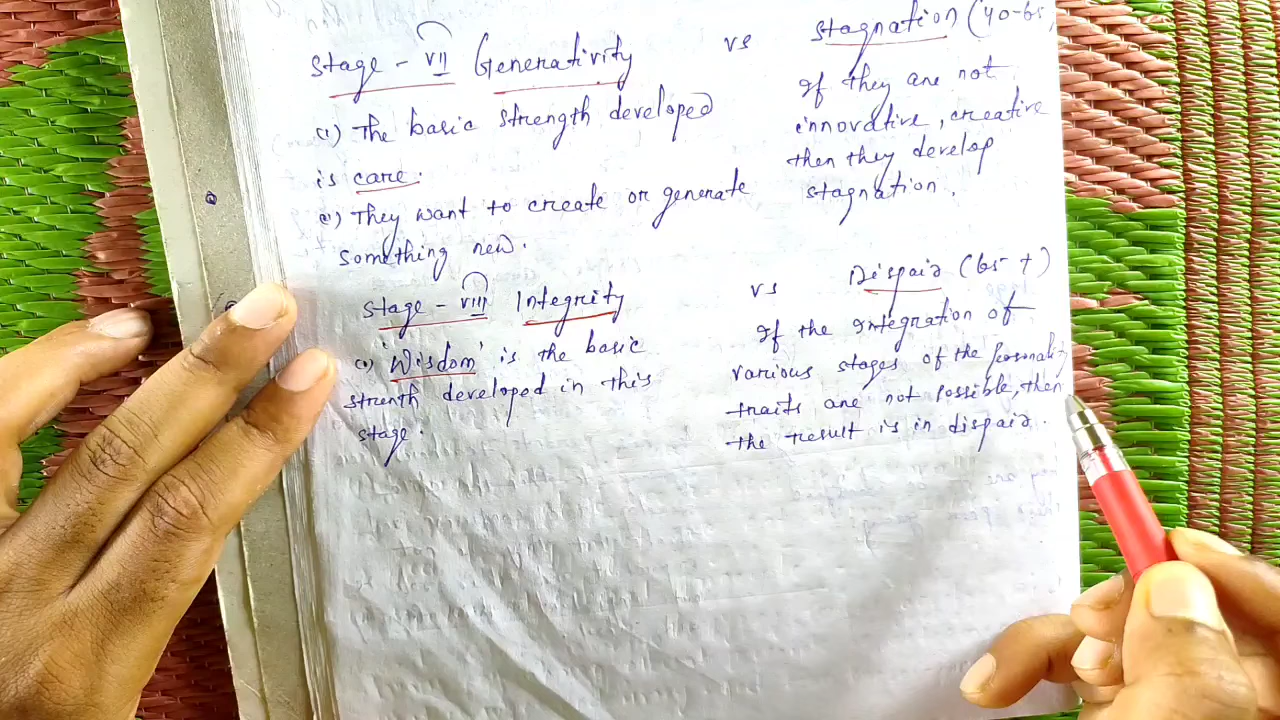 Stage - VII Generativity vs Stagnation (40-65,
(1) The basic strength developed
is care.
(2) They want to create or generate
something new.
If they are not
innovative, creative
then they develop
stagnation.
Stage - VIII Integrity vs Dispair (65 +)
(1) 'Wisdom' is the basic
strenth developed in this
stage.
If the integration of
various stages of the Personality
traits are not Possible, then
the result is in dispair.